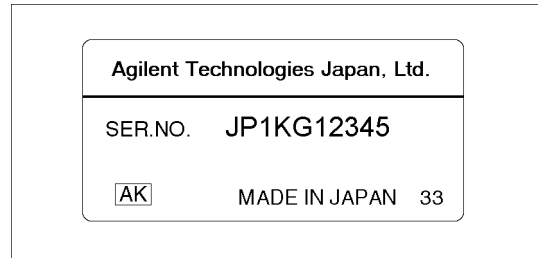 Agilent Technologies Japan, Ltd.
SER.NO. JP1KG12345
AK MADE IN JAPAN 33